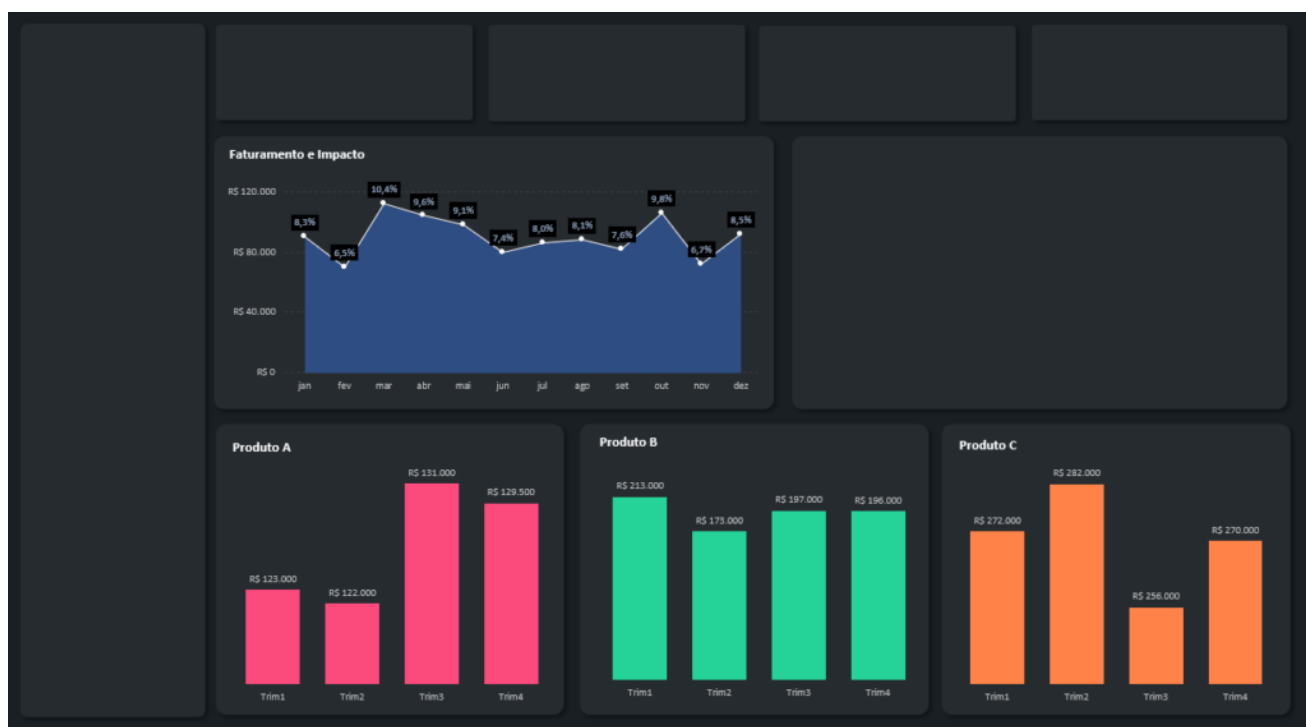 Faturamento e Impacto
R$ 120.000
R$ 80.000
R$ 40.000
R$ 0
8,3%
6,5%
10,4%
9,6%
9,1%
7,4%
8,0%
8,1%
7,6%
9,8%
6,7%
8,5%
jan fev mar abr mai jun jul ago set out nov dez
Produto A
R$ 123.000
R$ 122.000
R$ 131.000
R$ 129.500
Trim1 Trim2 Trim3 Trim4
Produto B
R$ 213.000
R$ 173.000
R$ 197.000
R$ 196.000
Trim1 Trim2 Trim3 Trim4
Produto C
R$ 272.000
R$ 282.000
R$ 256.000
R$ 270.000
Trim1 Trim2 Trim3 Trim4